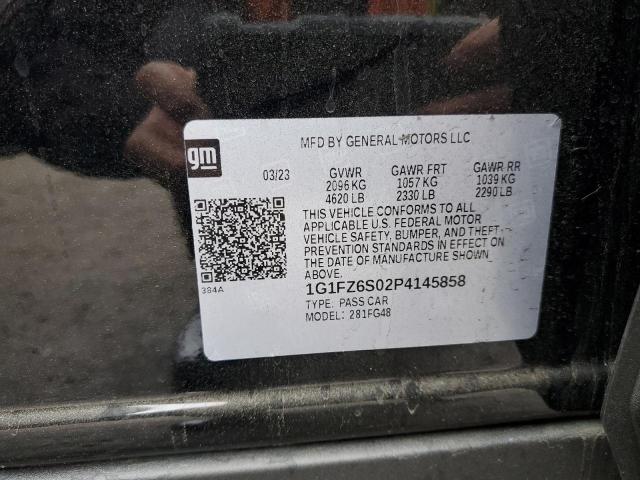 gm
MFD BY GENERAL MOTORS LLC
03/23 GVWR GAWR FRT GAWR RR
2096 KG 1057 KG 1039 KG
4620 LB 2330 LB 2290 LB
THIS VEHICLE CONFORMS TO ALL
APPLICABLE U.S. FEDERAL MOTOR
VEHICLE SAFETY, BUMPER, AND THEFT
PREVENTION STANDARDS IN EFFECT ON
THE DATE OF MANUFACTURE SHOWN
ABOVE.
384A
1G1FZ6S02P4145858
TYPE: PASS CAR
MODEL: 281FG48